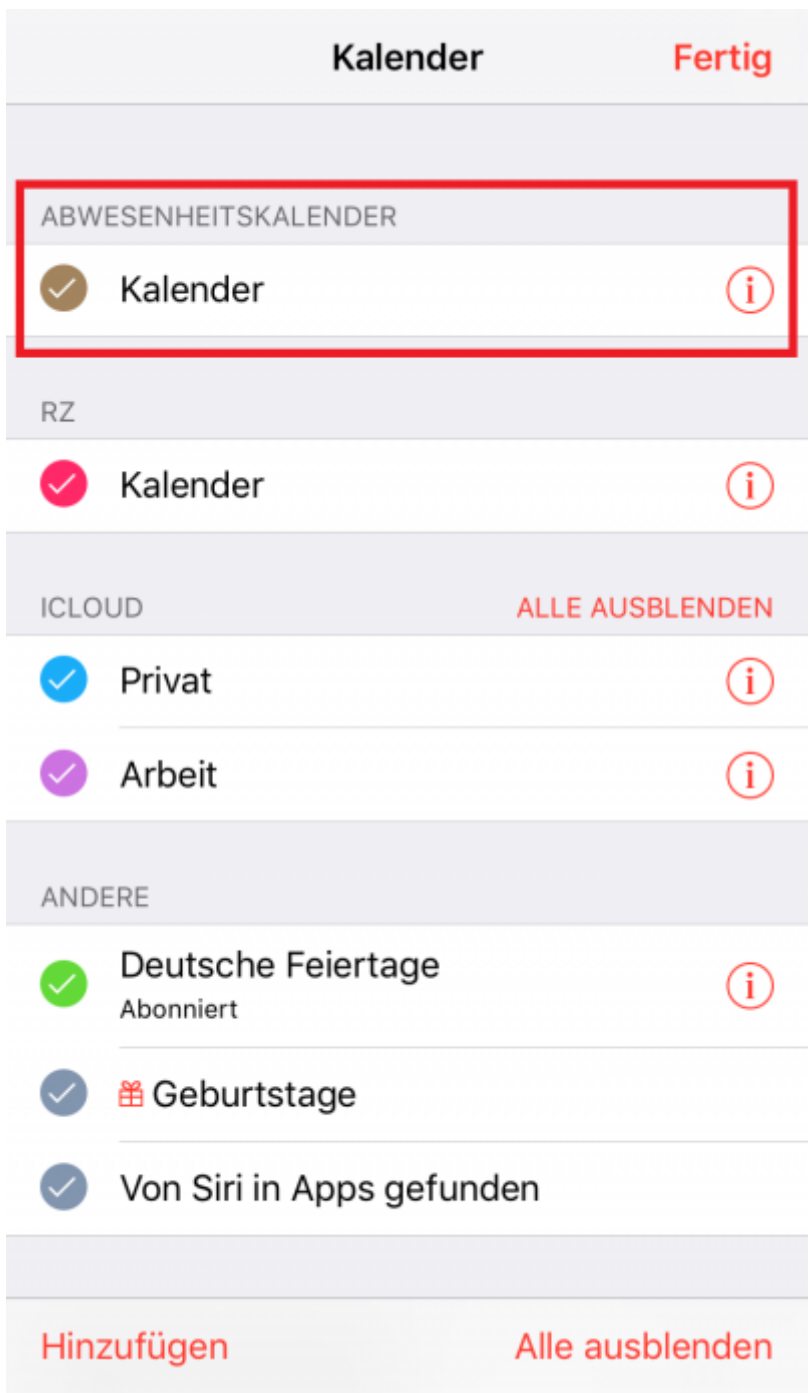 Kalender Fertig
ABWESENHEITSKALENDER
Kalender
RZ
Kalender
ICLOUD ALLE AUSBLENDEN
Privat
Arbeit
ANDERE
Deutsche Feiertage
Abonniert
Geburtstage
Von Siri in Apps gefunden
Hinzufügen Alle ausblenden